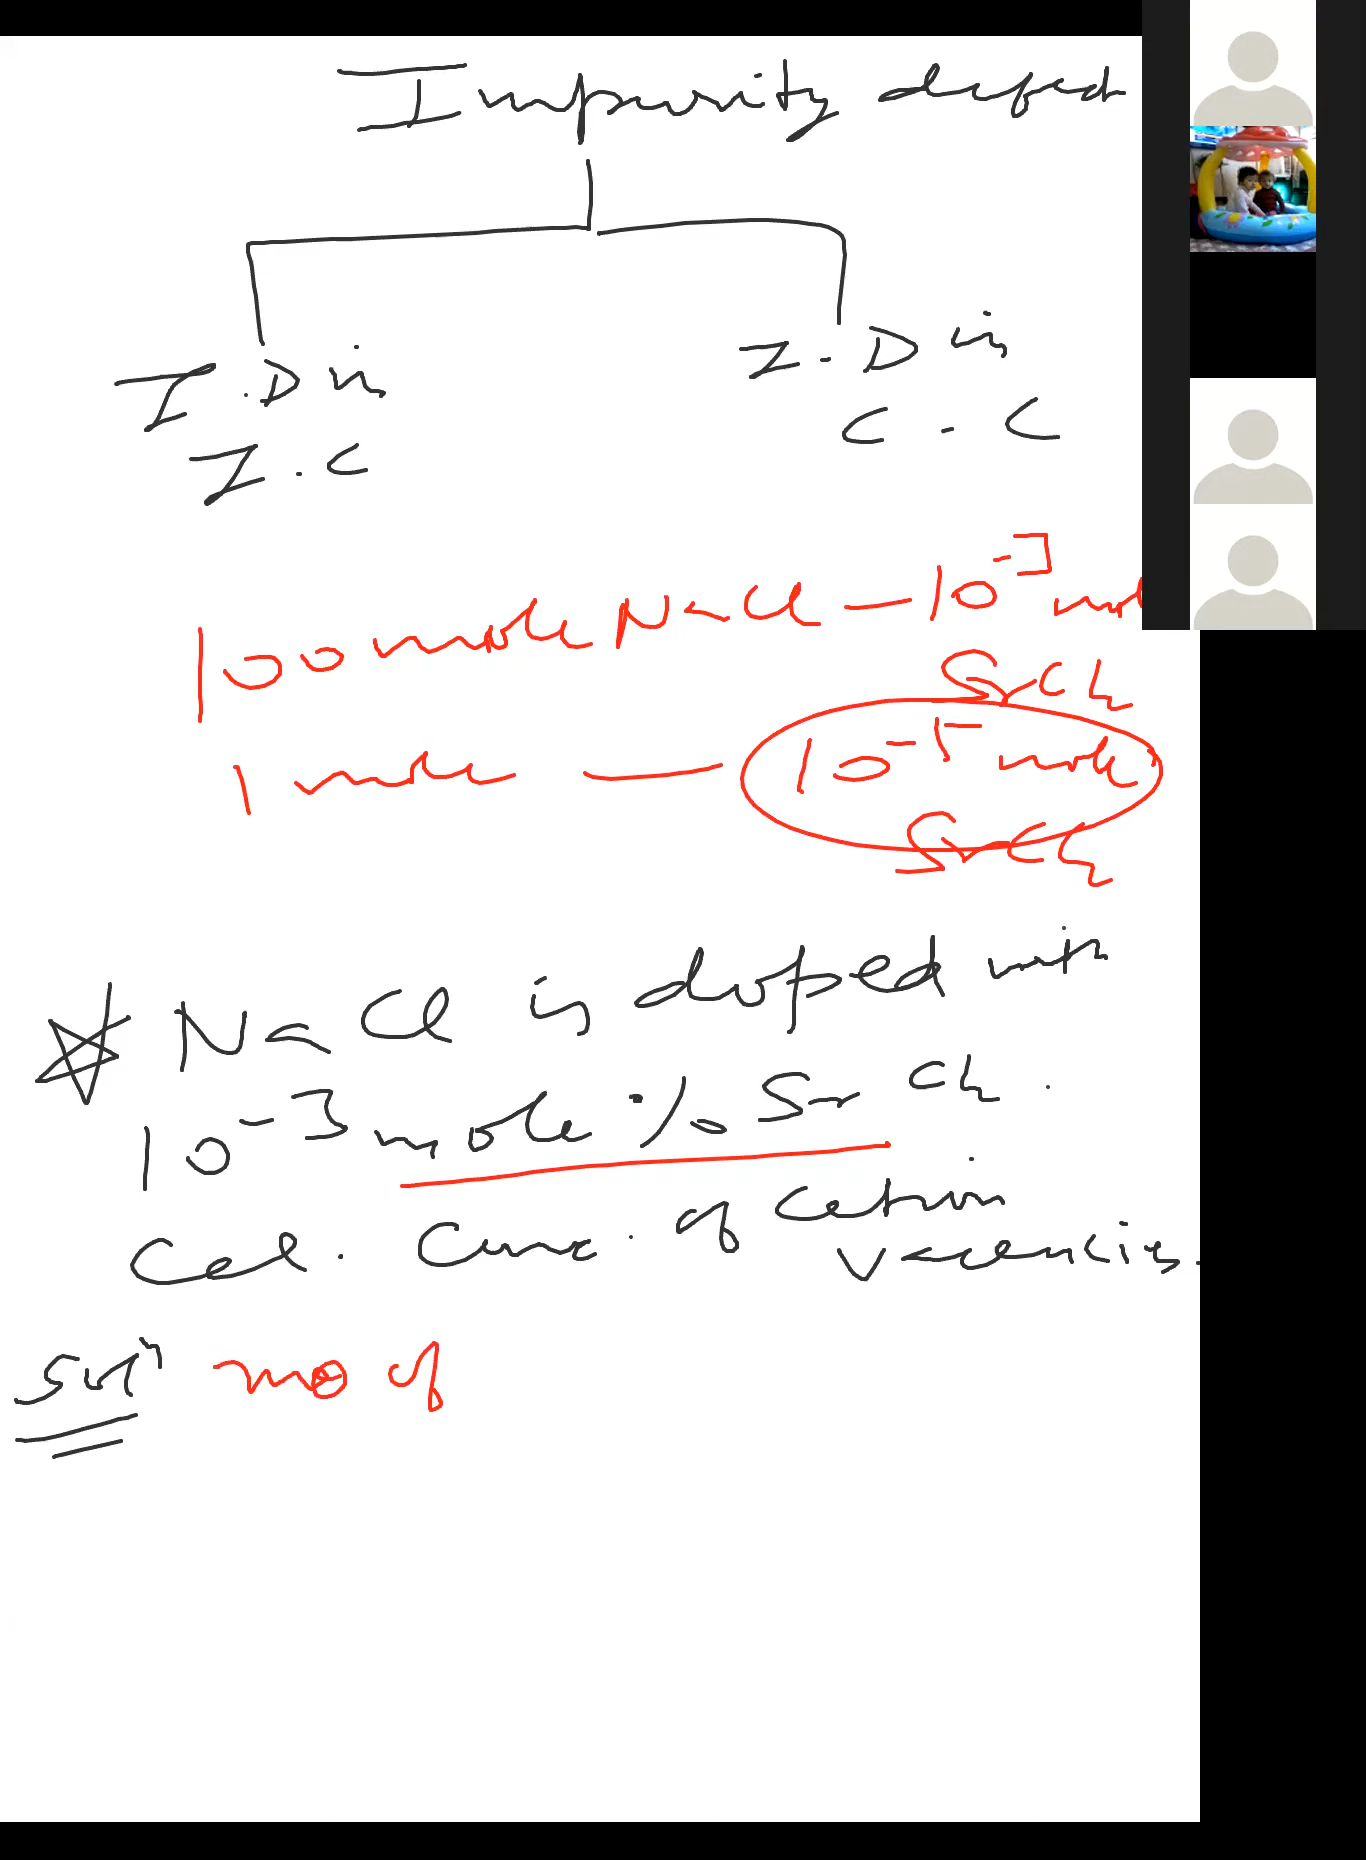 Impurity defect
I.D in
I.C
I.D in
C.C
100 mole NaCl — 10⁻³ mol
SrCl₂
1 mole — 10⁻⁵ mole
SrCl₂
NaCl is doped with
10⁻³ mole % SrCl₂.
Cal. Conc. of Cation
Vacancies.
Solⁿ no of